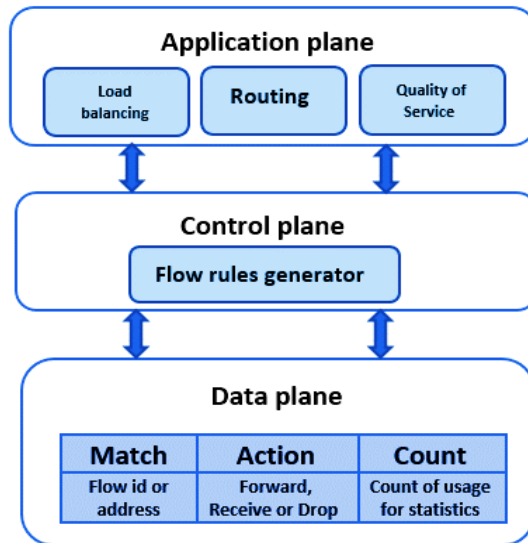 Application plane
Load
balancing
Routing
Quality of
Service
Control plane
Flow rules generator
Data plane
Match
Action
Count
Flow id or
address
Forward,
Receive or Drop
Count of usage
for statistics